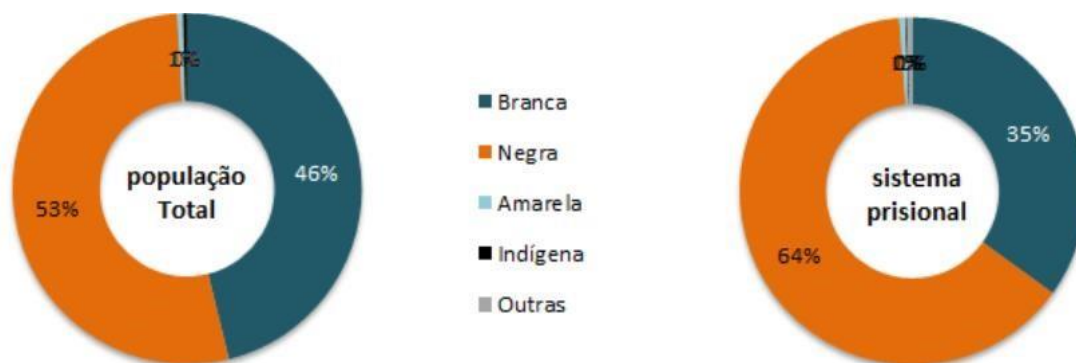 46%
53%
população
Total
Branca
Negra
Amarela
Indígena
Outras
35%
64%
sistema
prisional